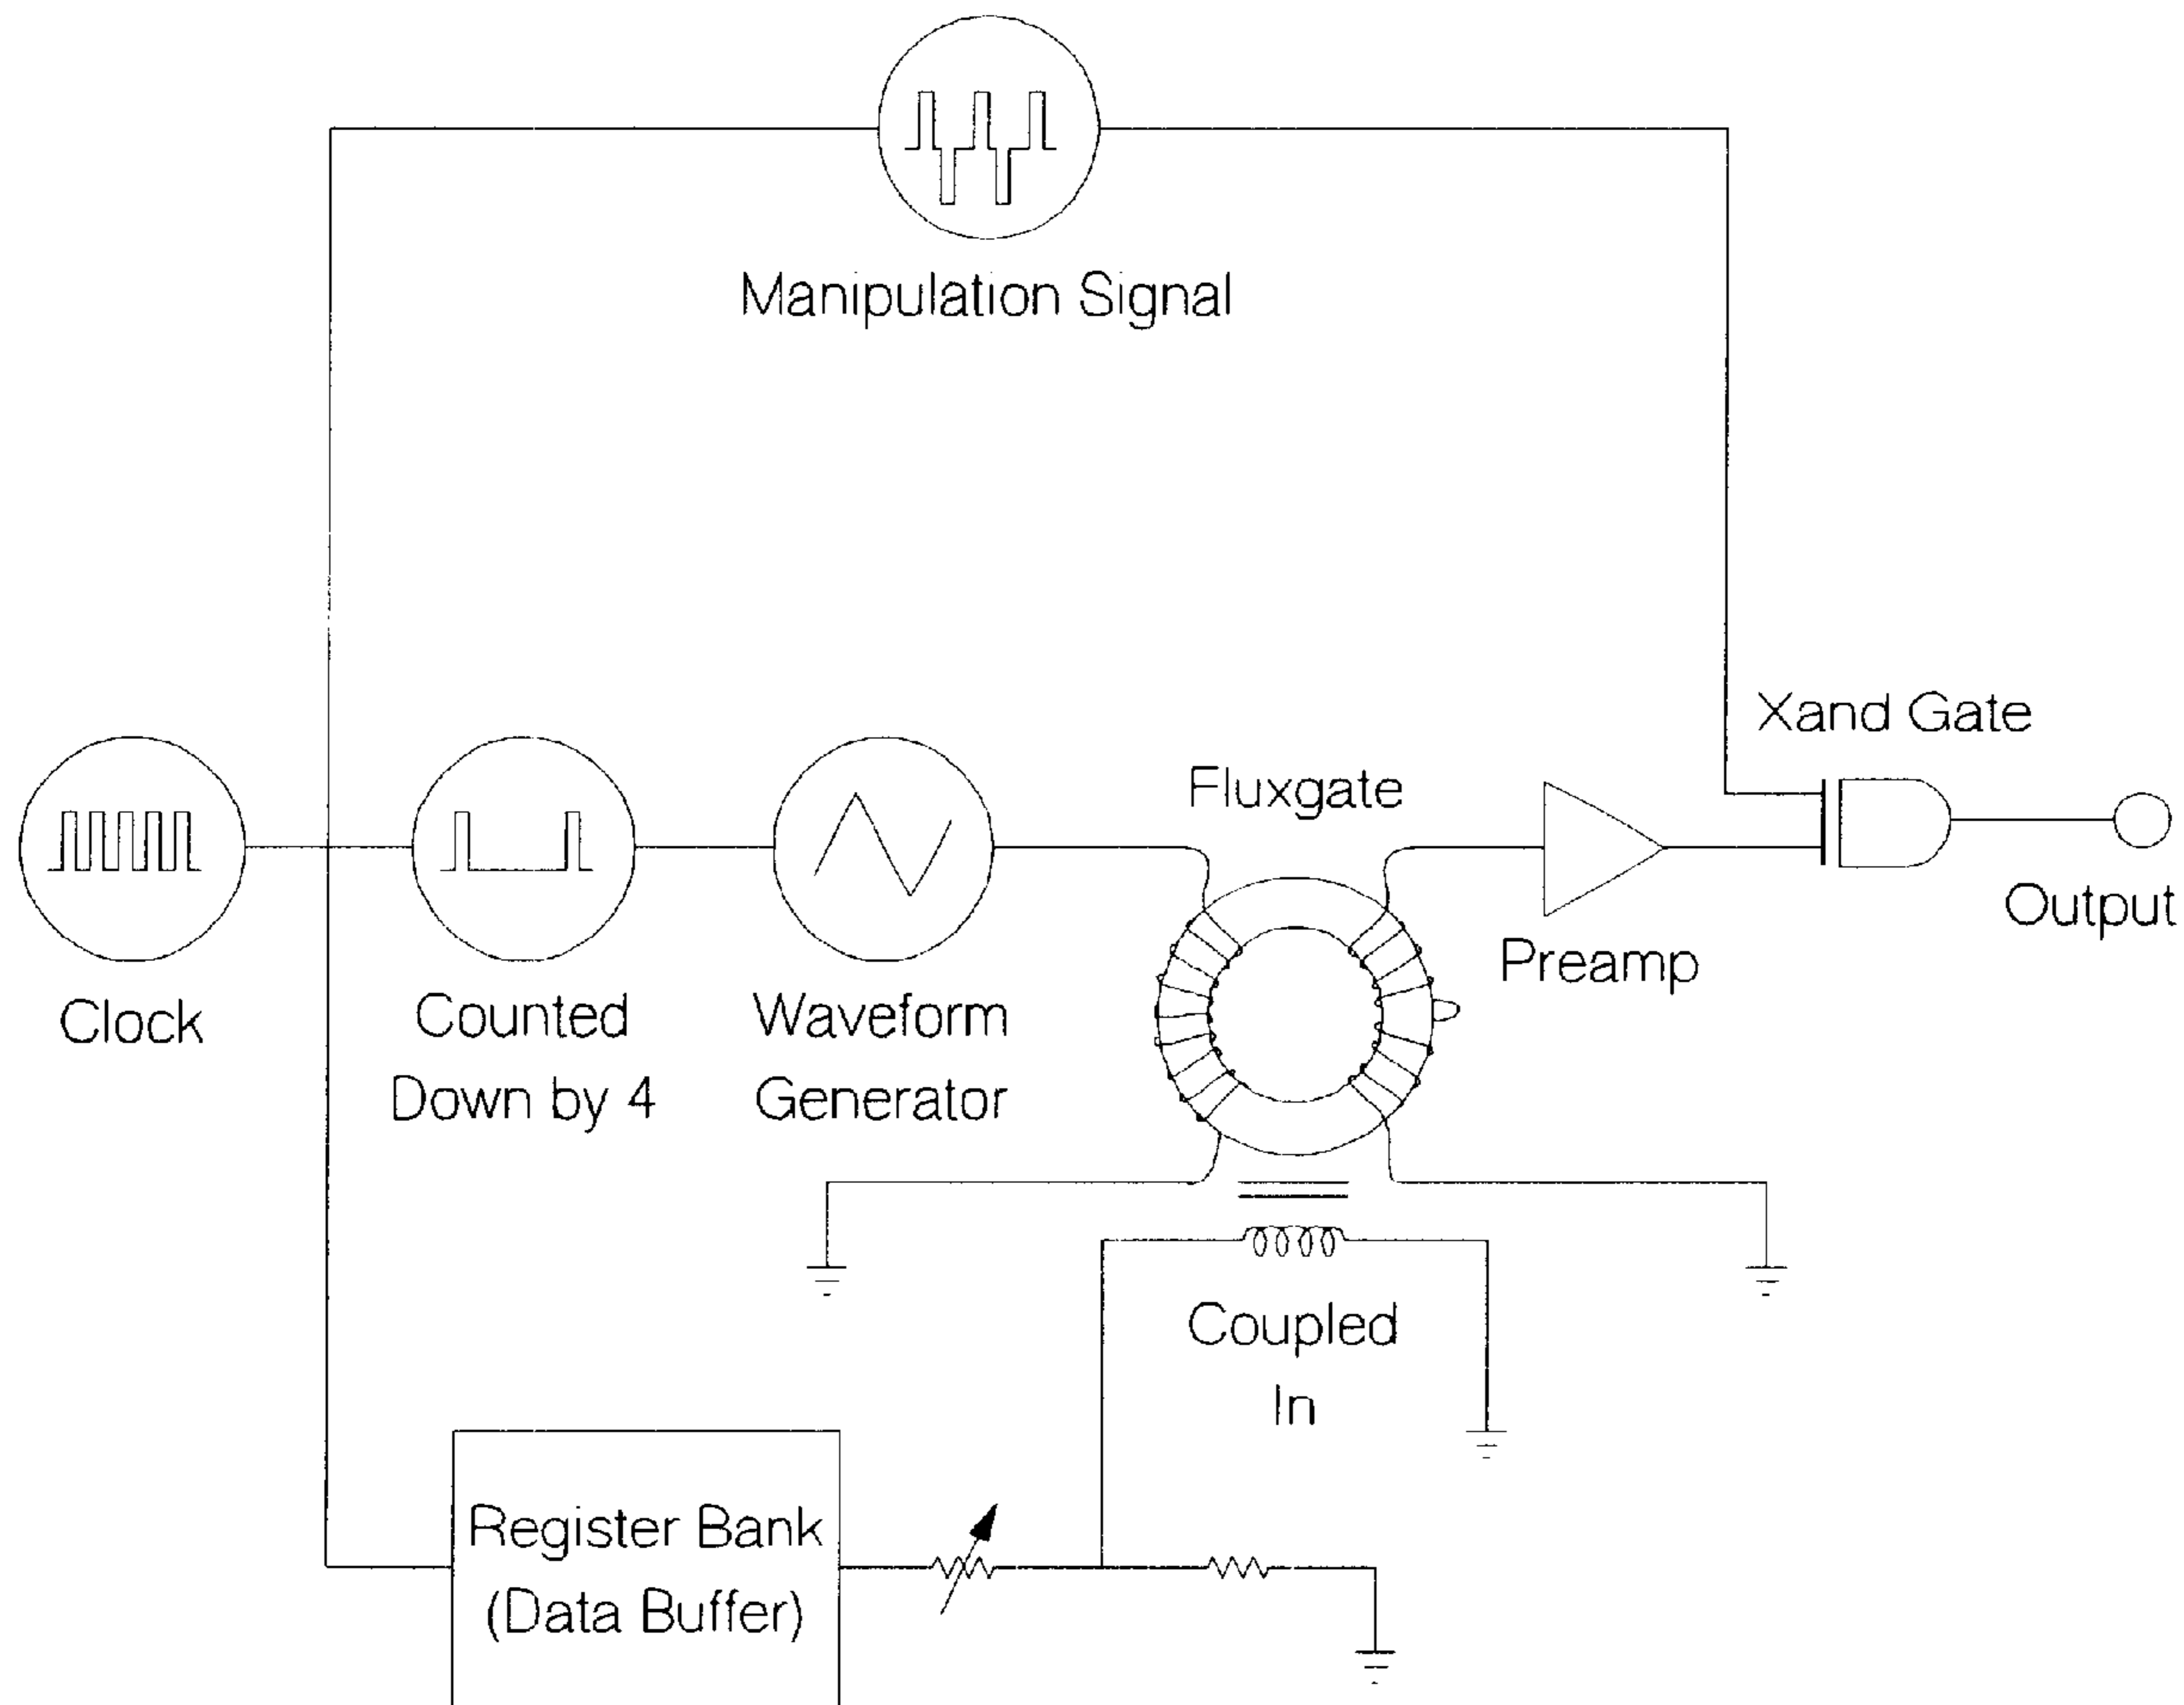 Manipulation Signal
Xand Gate
Fluxgate
Output
Preamp
Clock
Counted
Down by 4
Waveform
Generator
Coupled
In
Register Bank
(Data Buffer)